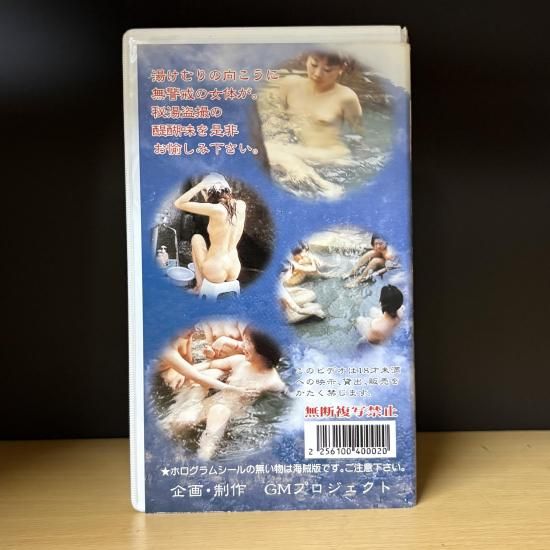 湯けむりの向こうに
無警戒の女体が。
秘湯盗撮の
醍醐味を是非
お愉しみ下さい。
このビデオは18才未満
への映示、貸出、販売を
かたく禁じます。
無断複写禁止
2 256100 400020
★ホログラムシールの無い物は海賊版です。ご注意下さい。
企画・制作 GMプロジェクト